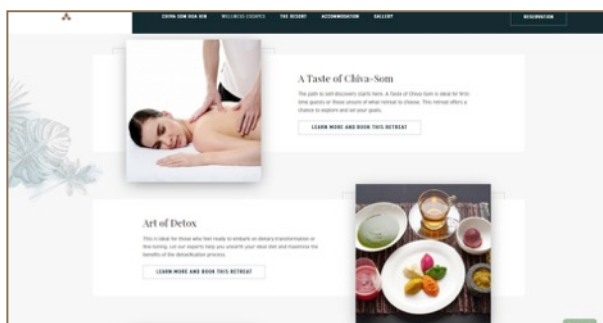 CHIVA-SOM HUA HIN WELLNESS ESCAPES THE RESORT ACCOMMODATION GALLERY RESERVATION
A Taste of Chiva-Som
The path to self-discovery starts here. A Taste of Chiva-Som is ideal for first-
time guests or those unsure of what retreat to choose. This retreat offers a
chance to explore and set your goals.
LEARN MORE AND BOOK THIS RETREAT
Art of Detox
This is ideal for those who feel ready to embark on dietary transformation or
fine-tuning. Let our experts help you unearth your ideal diet and maximise the
benefits of the detoxification process.
LEARN MORE AND BOOK THIS RETREAT